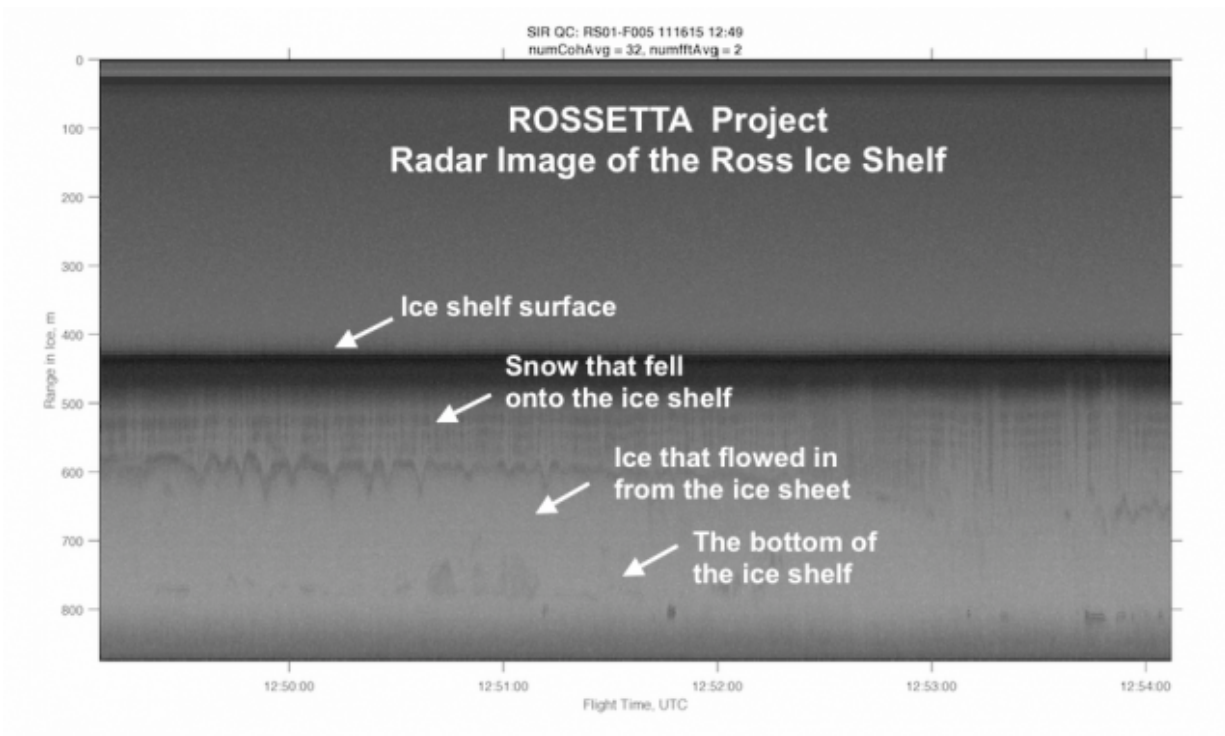 SIR QC: RS01-F005 111615 12:49
numCohAvg = 32, numfftAvg = 2
ROSSETTA Project
Radar Image of the Ross Ice Shelf
Ice shelf surface
Snow that fell
onto the ice shelf
Ice that flowed in
from the ice sheet
The bottom of
the ice shelf
Range in Ice, m
0
100
200
300
400
500
600
700
800
12:50:00
12:51:00
12:52:00
12:53:00
12:54:00
Flight Time, UTC